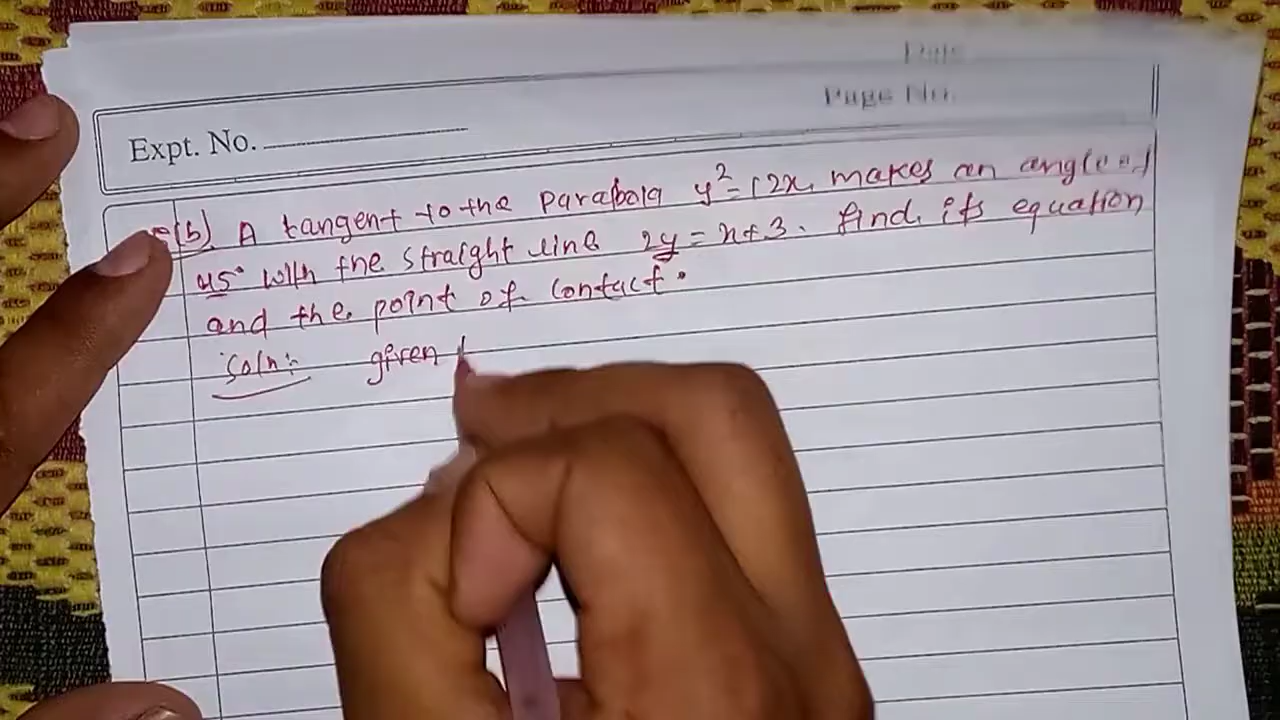 Date
Page No.
Expt. No.
(b). A tangent to the parabola y²=12x, makes an angle
45° with the straight line 2y=x+3. find its equation
and the point of contact.
Soln: given